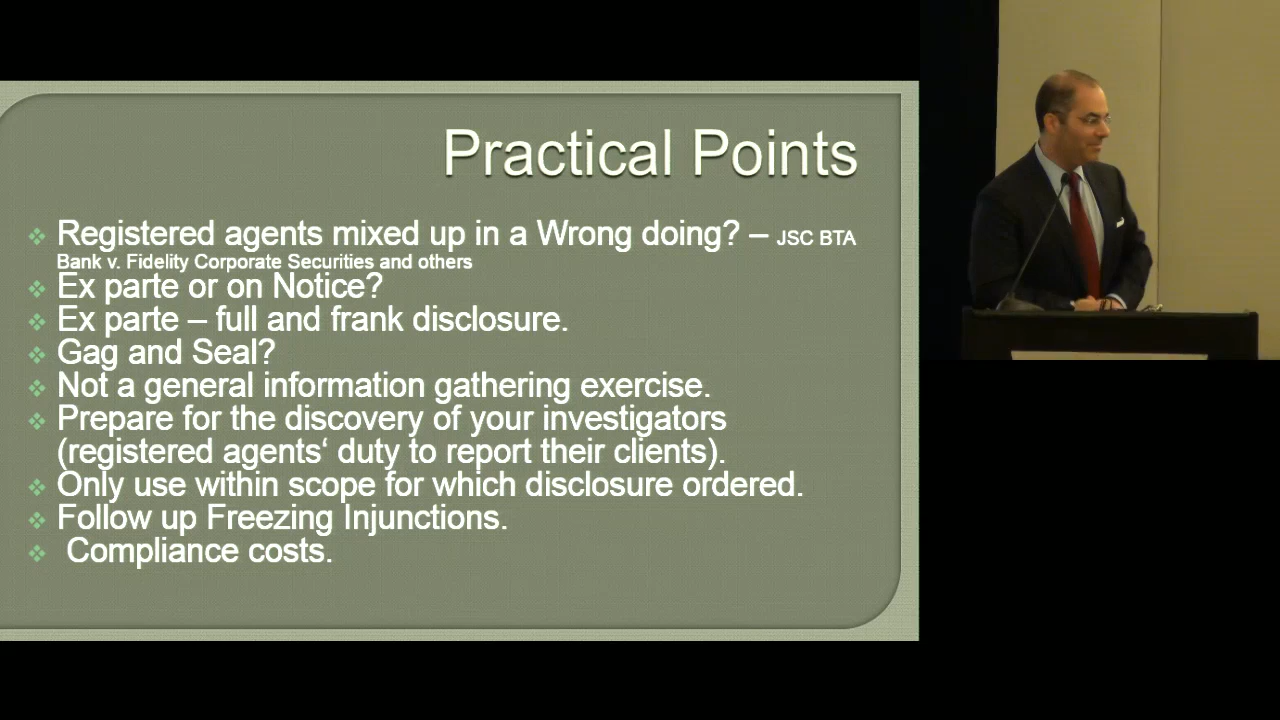 Practical Points
Registered agents mixed up in a Wrong doing? – JSC BTA
Bank v. Fidelity Corporate Securities and others
Ex parte or on Notice?
Ex parte – full and frank disclosure.
Gag and Seal?
Not a general information gathering exercise.
Prepare for the discovery of your investigators
(registered agents‘ duty to report their clients).
Only use within scope for which disclosure ordered.
Follow up Freezing Injunctions.
Compliance costs.